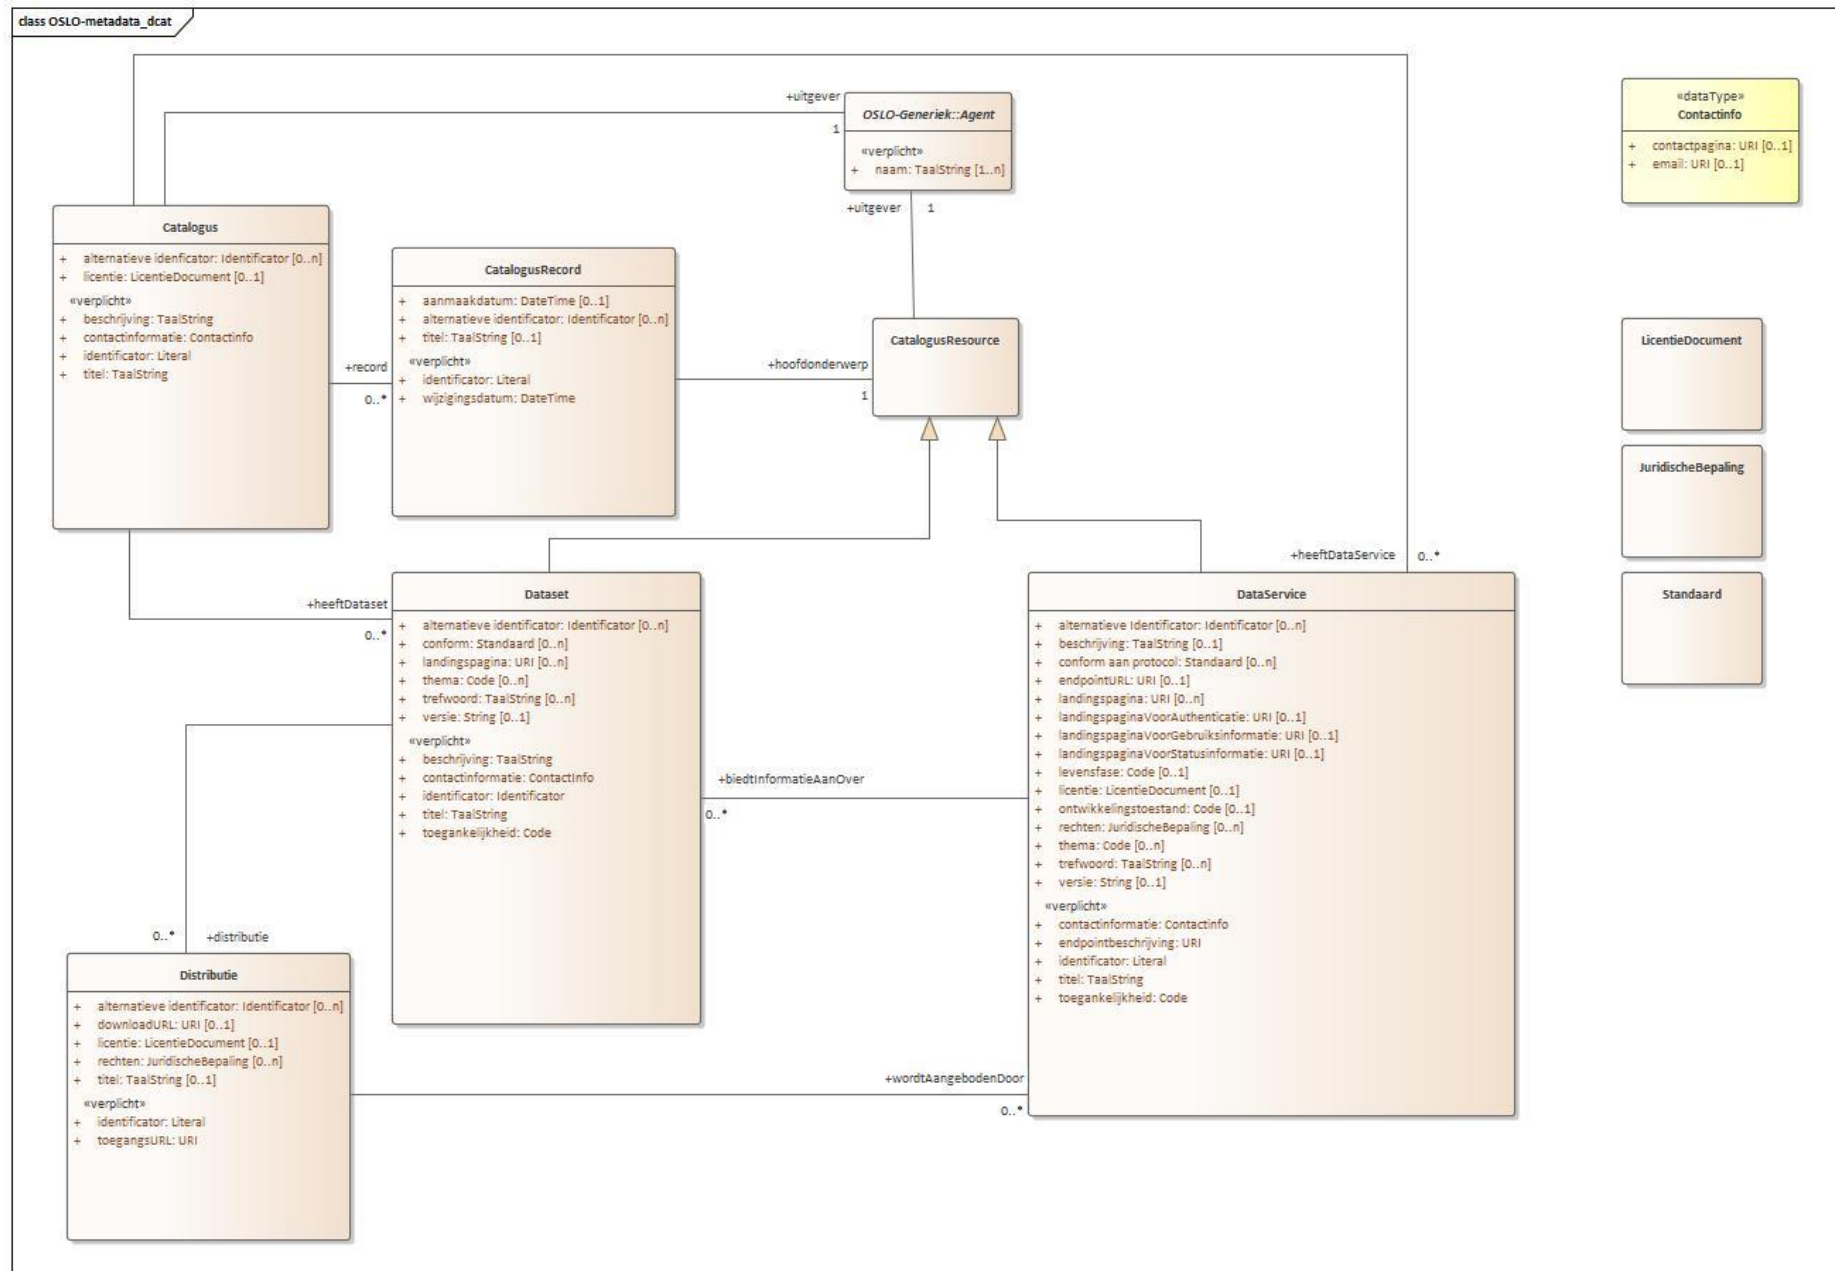 class OSLO-metadata_dcat
+uitgever
1
OSLO-Generiek::Agent
«verplicht»
+ naam: TaalString [1..n]
+uitgever 1
«dataType»
Contactinfo
+ contactpagina: URI [0..1]
+ email: URI [0..1]
Catalogus
+ alternatieve idenficator: Identificator [0..n]
+ licentie: LicentieDocument [0..1]
«verplicht»
+ beschrijving: TaalString
+ contactinformatie: Contactinfo
+ identificator: Literal
+ titel: TaalString
+record
0..*
CatalogusRecord
+ aanmaakdatum: DateTime [0..1]
+ alternatieve identificator: Identificator [0..n]
+ titel: TaalString [0..1]
«verplicht»
+ identificator: Literal
+ wijzigingsdatum: DateTime
+hoofdonderwerp
1
CatalogusResource
LicentieDocument
JuridischeBepaling
Standaard
+heeftDataService 0..*
+heeftDataset
0..*
Dataset
+ alternatieve identificator: Identificator [0..n]
+ conform: Standaard [0..n]
+ landingspagina: URI [0..n]
+ thema: Code [0..n]
+ trefwoord: TaalString [0..n]
+ versie: String [0..1]
«verplicht»
+ beschrijving: TaalString
+ contactinformatie: ContactInfo
+ identificator: Identificator
+ titel: TaalString
+ toegankelijkheid: Code
+biedtInformatieAanOver
0..*
DataService
+ alternatieve Identificator: Identificator [0..n]
+ beschrijving: TaalString [0..1]
+ conform aan protocol: Standaard [0..n]
+ endpointURL: URI [0..1]
+ landingspagina: URI [0..n]
+ landingspaginaVoorAuthenticatie: URI [0..1]
+ landingspaginaVoorGebruiksinformatie: URI [0..1]
+ landingspaginaVoorStatusinformatie: URI [0..1]
+ levensfase: Code [0..1]
+ licentie: LicentieDocument [0..1]
+ ontwikkelingstoestand: Code [0..1]
+ rechten: JuridischeBepaling [0..n]
+ thema: Code [0..n]
+ trefwoord: TaalString [0..n]
+ versie: String [0..1]
«verplicht»
+ contactinformatie: Contactinfo
+ endpointbeschrijving: URI
+ identificator: Literal
+ titel: TaalString
+ toegankelijkheid: Code
0..* +distributie
Distributie
+ alternatieve identificator: Identificator [0..n]
+ downloadURL: URI [0..1]
+ licentie: LicentieDocument [0..1]
+ rechten: JuridischeBepaling [0..n]
+ titel: TaalString [0..1]
«verplicht»
+ identificator: Literal
+ toegangsURL: URI
+wordtAangebodenDoor
0..*